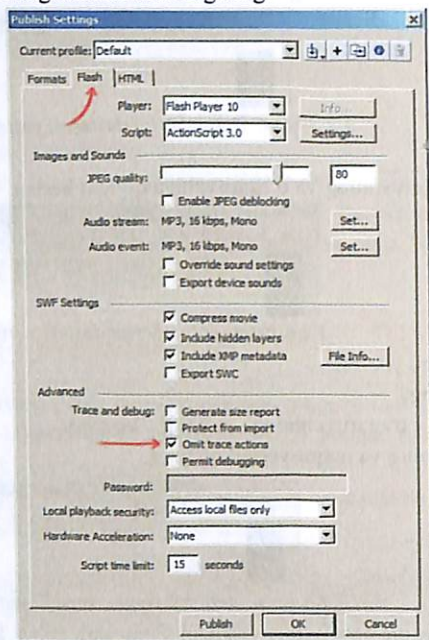 Publish Settings
Current profile: Default
Formats Flash HTML
Player: Flash Player 10 Info...
Script: ActionScript 3.0 Settings...
Images and Sounds
JPEG quality: 80
Enable JPEG deblocking
Audio stream: MP3, 16 kbps, Mono Set...
Audio event: MP3, 16 kbps, Mono Set...
Override sound settings
Export device sounds
SWF Settings
Compress movie
Include hidden layers
Include XMP metadata File Info...
Export SWC
Advanced
Trace and debug: Generate size report
Protect from import
Omit trace actions
Permit debugging
Password:
Local playback security: Access local files only
Hardware Acceleration: None
Script time limit: 15 seconds
Publish OK Cancel